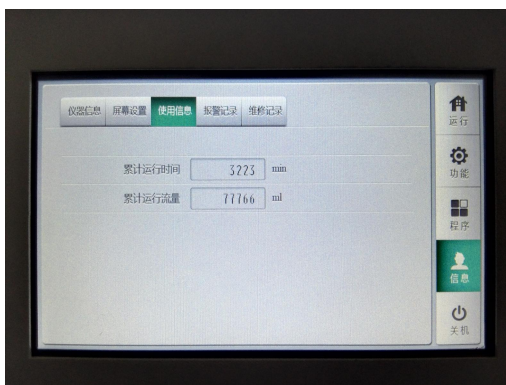 仪器信息 屏幕设置 使用信息 报警记录 维修记录
累计运行时间 3223 min
累计运行流量 77766 ml
运行
功能
程序
信息
关机